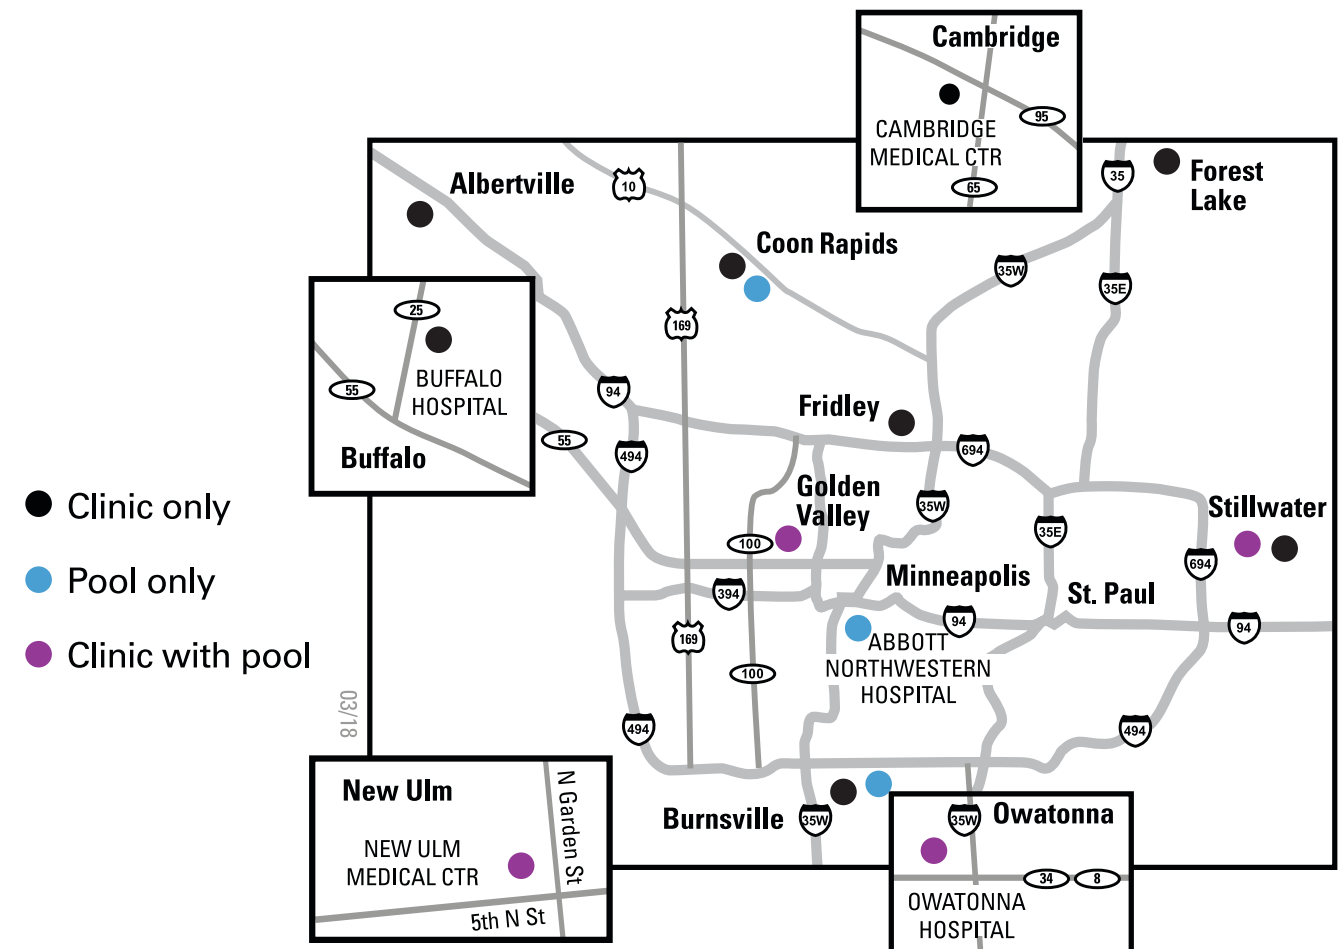 Cambridge
95
CAMBRIDGE
MEDICAL CTR
65
35
Forest
Lake
Albertville
10
Coon Rapids
35W
35E
169
25
BUFFALO
HOSPITAL
55
Buffalo
94
55
494
Fridley
694
Golden
Valley
35W
100
35E
Stillwater
694
Clinic only
Pool only
Clinic with pool
394
Minneapolis
St. Paul
94
94
169
ABBOTT
NORTHWESTERN
HOSPITAL
100
03/18
494
494
New Ulm
N Garden St
NEW ULM
MEDICAL CTR
5th N St
Burnsville
35W
35W
Owatonna
34
8
OWATONNA
HOSPITAL